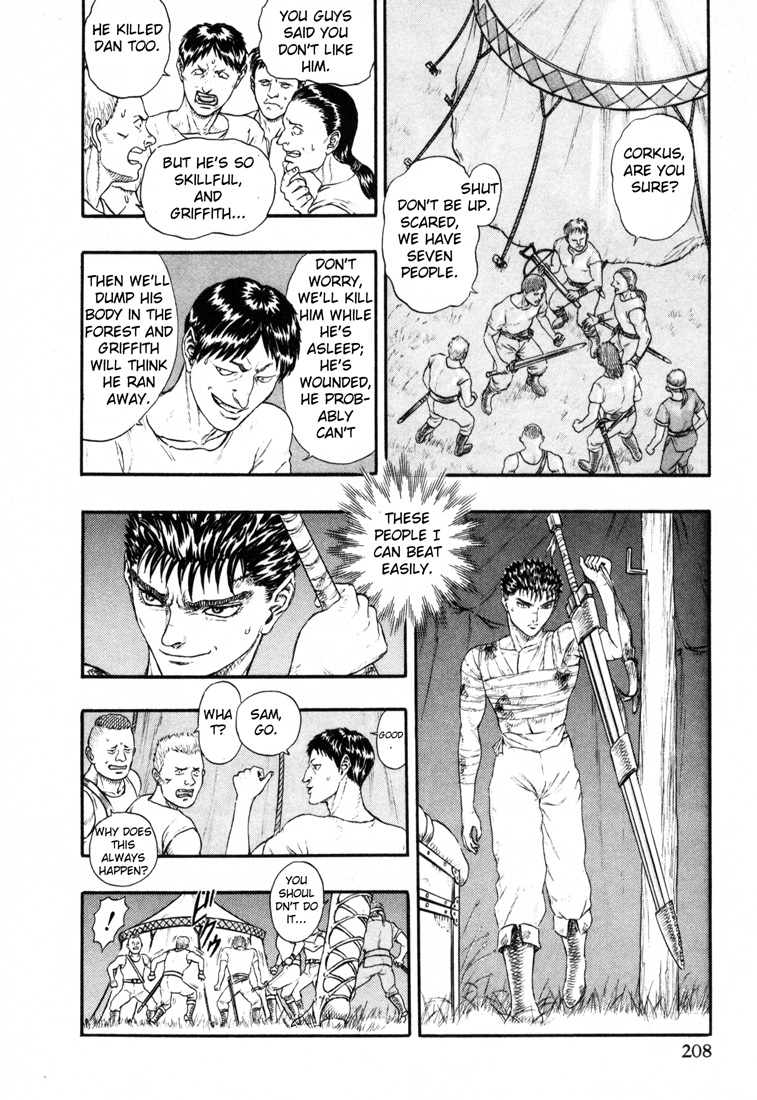 CORKUS,
ARE YOU
SURE?
SHUT
DON'T BE UP.
SCARED,
WE HAVE
SEVEN
PEOPLE.
YOU GUYS
SAID YOU
DON'T LIKE
HIM.
HE KILLED
DAN TOO.
BUT HE'S SO
SKILLFUL,
AND
GRIFFITH...
DON'T
WORRY,
WE'LL KILL
HIM WHILE
HE'S
ASLEEP;
HE'S
WOUNDED,
HE PROB-
ABLY
CAN'T
THEN WE'LL
DUMP HIS
BODY IN THE
FOREST AND
GRIFFITH
WILL THINK
HE RAN
AWAY.
THESE
PEOPLE I
CAN BEAT
EASILY.
GOOD.
SAM,
GO.
WHA
T?
WHY DOES
THIS
ALWAYS
HAPPEN?
YOU
SHOUL
DN'T DO
IT...
!
208